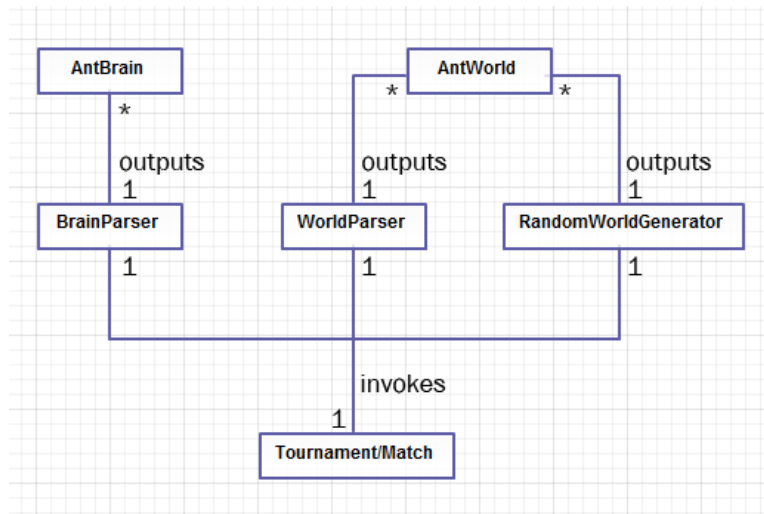 AntBrain
AntWorld
*
*
*
outputs
outputs
outputs
1
1
1
BrainParser
WorldParser
RandomWorldGenerator
1
1
1
invokes
1
Tournament/Match